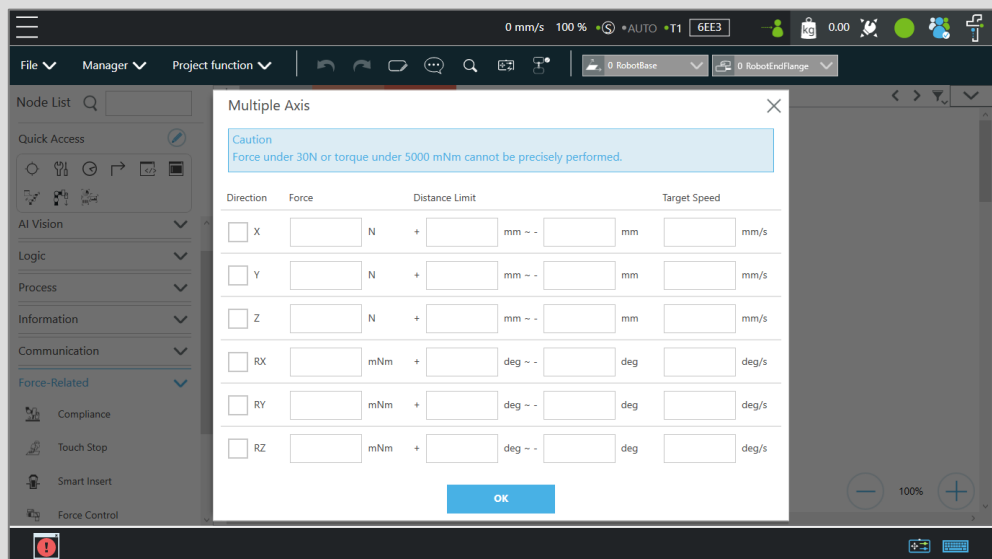 0 mm/s 100 % •Ⓢ •AUTO •T1 6EE3 kg 0.00
File Manager Project function 0 RobotBase 0 RobotEndFlange
Node List
Quick Access
AI Vision
Logic
Process
Information
Communication
Force-Related
Compliance
Touch Stop
Smart Insert
Force Control
Multiple Axis
Caution
Force under 30N or torque under 5000 mNm cannot be precisely performed.
Direction Force Distance Limit Target Speed
X N + mm ~ - mm mm/s
Y N + mm ~ - mm mm/s
Z N + mm ~ - mm mm/s
RX mNm + deg ~ - deg deg/s
RY mNm + deg ~ - deg deg/s
RZ mNm + deg ~ - deg deg/s
OK
100%